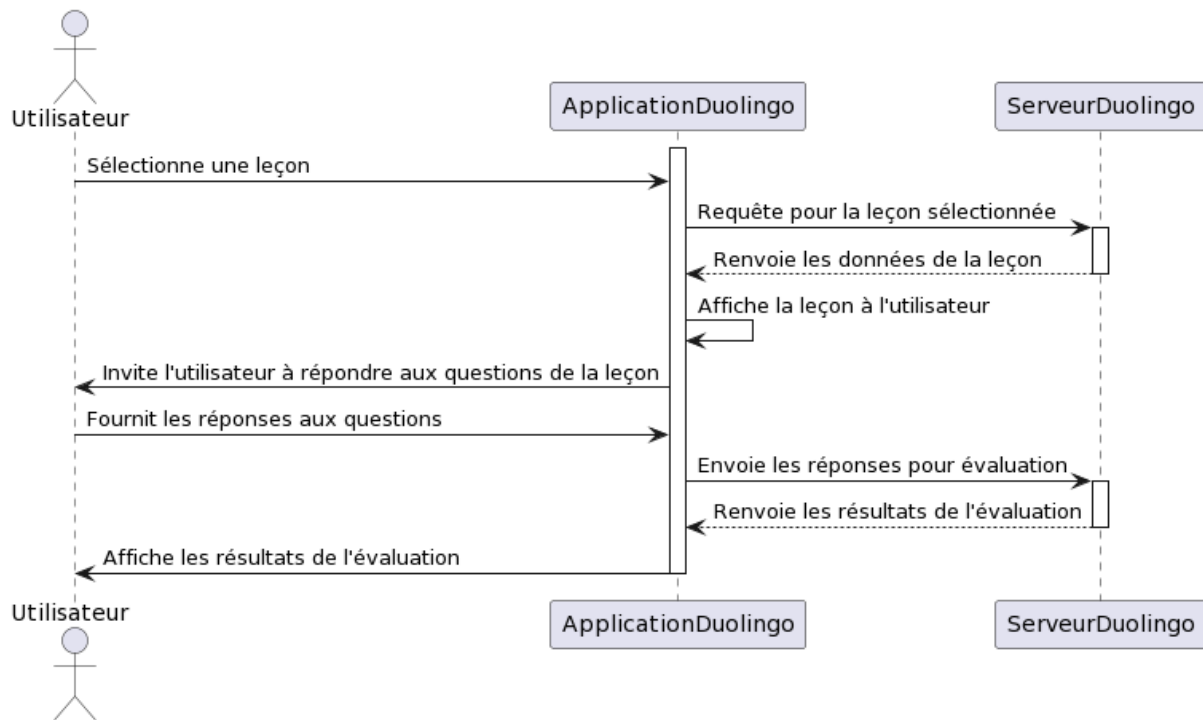 Utilisateur
ApplicationDuolingo
ServeurDuolingo
Sélectionne une leçon
Requête pour la leçon sélectionnée
Renvoie les données de la leçon
Affiche la leçon à l'utilisateur
Invite l'utilisateur à répondre aux questions de la leçon
Fournit les réponses aux questions
Envoie les réponses pour évaluation
Renvoie les résultats de l'évaluation
Affiche les résultats de l'évaluation
Utilisateur
ApplicationDuolingo
ServeurDuolingo